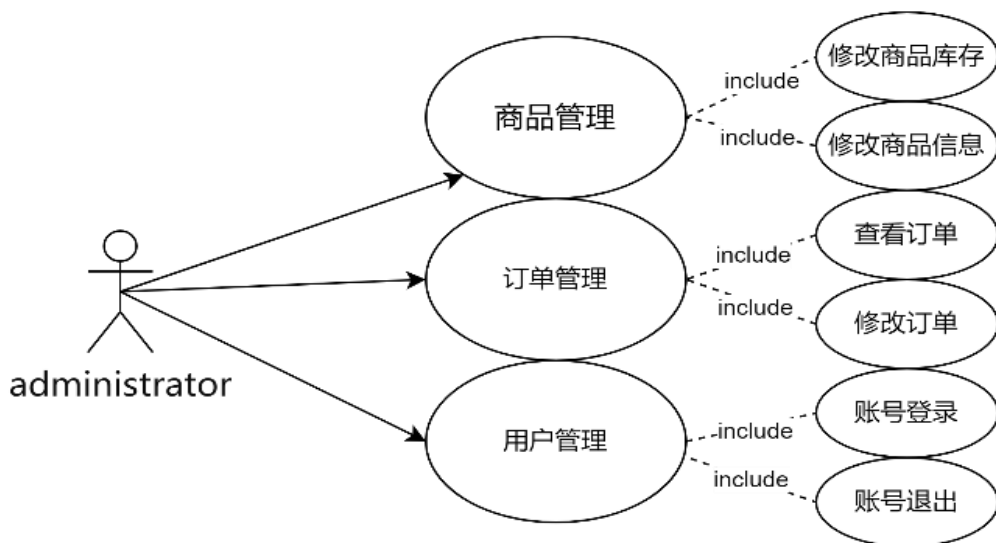 修改商品库存
include
商品管理
include
修改商品信息
查看订单
include
订单管理
include
修改订单
administrator
账号登录
include
用户管理
include
账号退出